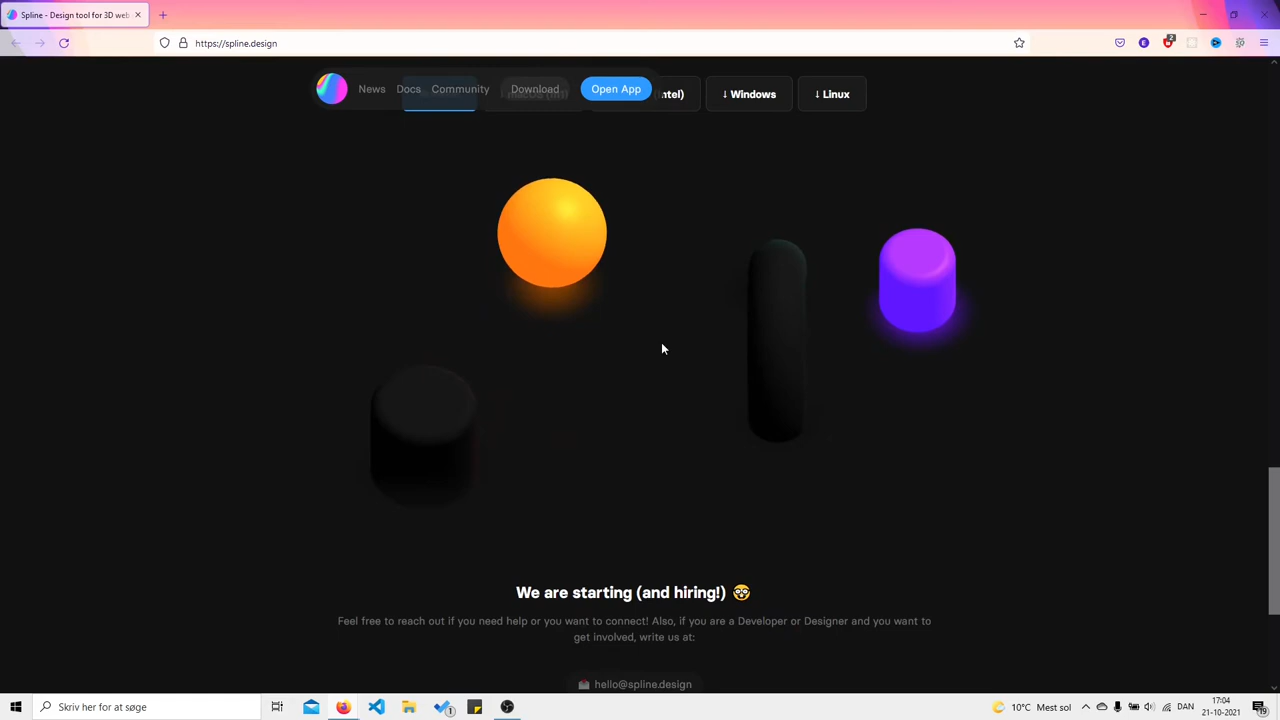 Spline - Design tool for 3D web
https://spline.design
2
News Docs Community Download Open App
ntel) ↓ Windows ↓ Linux
We are starting (and hiring!) 🤓
Feel free to reach out if you need help or you want to connect! Also, if you are a Developer or Designer and you want to
get involved, write us at:
hello@spline.design
Skriv her for at søge
1
10°C Mest sol
DAN
17:04
21-10-2021
19